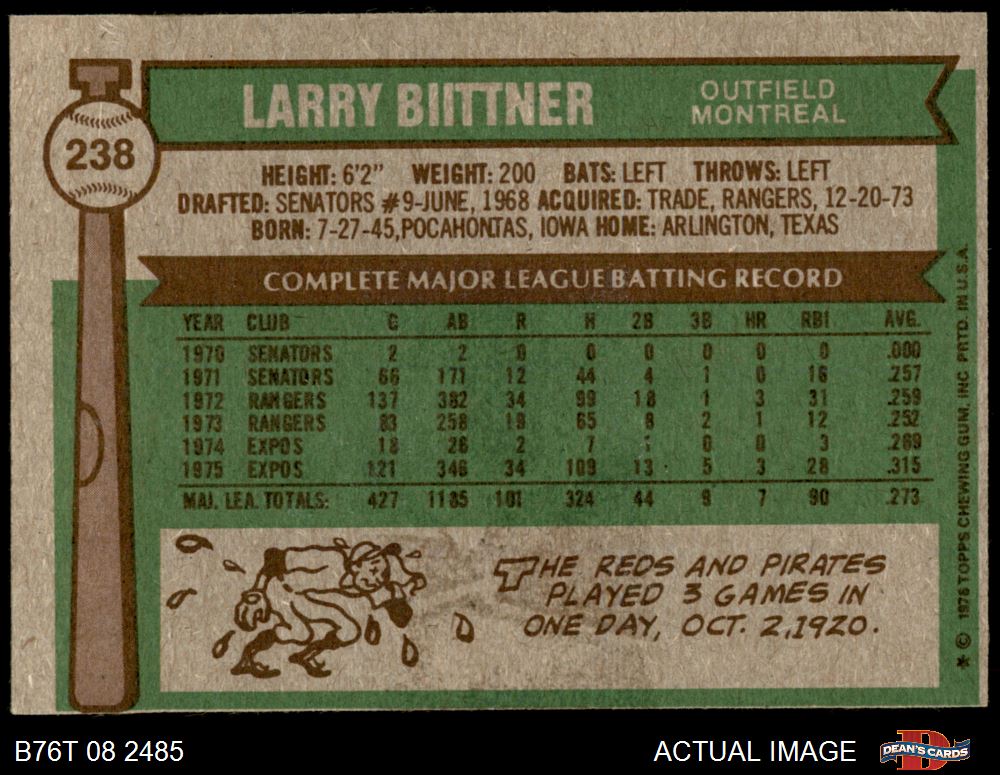 LARRY BIITTNER
OUTFIELD
MONTREAL
238
HEIGHT: 6'2" WEIGHT: 200 BATS: LEFT THROWS: LEFT
DRAFTED: SENATORS #9-JUNE, 1968 ACQUIRED: TRADE, RANGERS, 12-20-73
BORN: 7-27-45, POCAHONTAS, IOWA HOME: ARLINGTON, TEXAS
COMPLETE MAJOR LEAGUE BATTING RECORD
YEAR CLUB G AB R H 2B 3B HR RBI AVG.
1970 SENATORS 2 2 0 0 0 0 0 0 .000
1971 SENATORS 66 171 12 44 4 1 0 16 .257
1972 RANGERS 137 382 34 99 18 1 3 31 .259
1973 RANGERS 83 258 19 65 8 2 1 12 .252
1974 EXPOS 18 26 2 7 1 0 0 3 .269
1975 EXPOS 121 346 34 109 13 5 3 28 .315
MAJ. LEA. TOTALS: 427 1185 101 324 44 9 7 90 .273
THE REDS AND PIRATES
PLAYED 3 GAMES IN
ONE DAY, OCT. 2, 1920.
★ © 1976 TOPPS CHEWING GUM, INC PRTD. IN U.S.A.
B76T 08 2485
ACTUAL IMAGE
D
DEAN'S CARDS